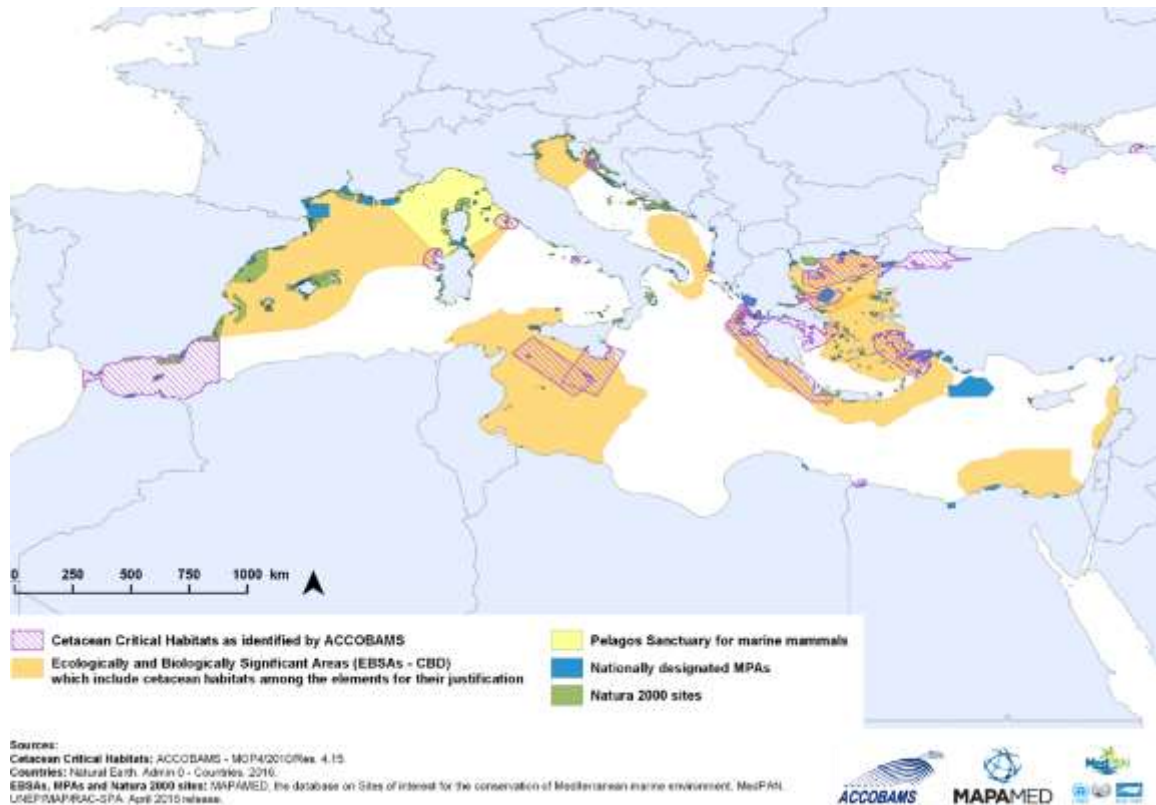 0 250 500 750 1000 km
Cetacean Critical Habitats as identified by ACCOBAMS
Ecologically and Biologically Significant Areas (EBSAs - CBD)
which include cetacean habitats among the elements for their justification
Pelagos Sanctuary for marine mammals
Nationally designated MPAs
Natura 2000 sites
Sources:
Cetacean Critical Habitats: ACCOBAMS - MOP4/2010/Res. 4.15.
Countries: Natural Earth. Admin 0 - Countries. 2016.
EBSAs, MPAs and Natura 2000 sites: MAPAMED, the database on Sites of interest for the conservation of Mediterranean marine environment. MedPAN,
UNEP/MAP/RAC-SPA. April 2016 release.
ACCOBAMS
MAPAMED
MedPAN